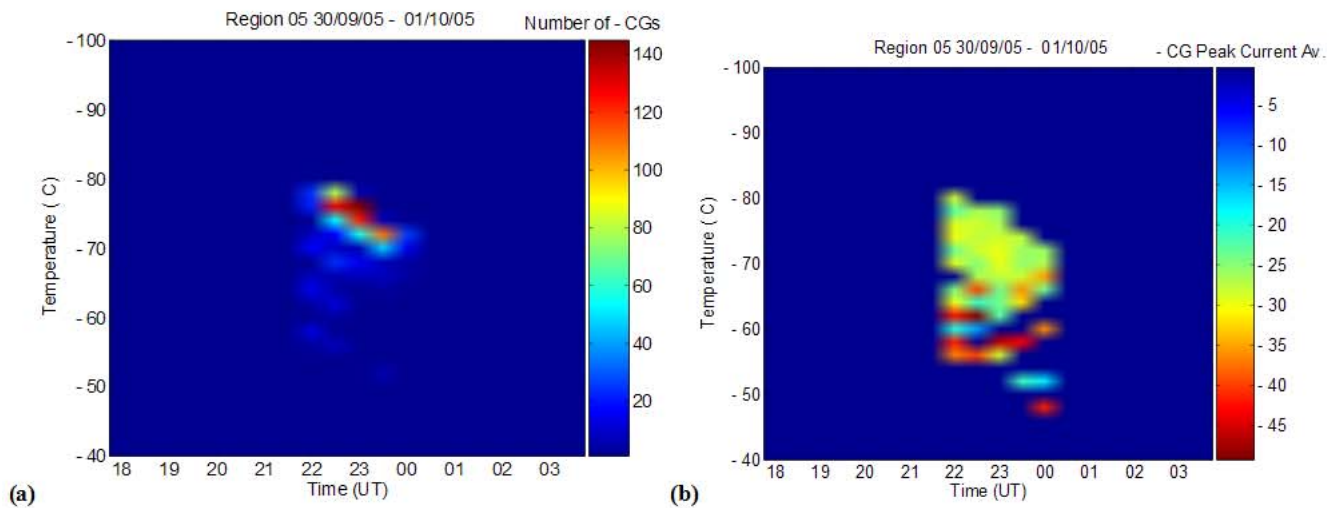 Region 05 30/09/05 - 01/10/05
Number of - CGs
- 100
- 90
- 80
- 70
- 60
- 50
- 40
Temperature ( C)
18 19 20 21 22 23 00 01 02 03
Time (UT)
140
120
100
80
60
40
20
(a)
Region 05 30/09/05 - 01/10/05
- CG Peak Current Av.
- 100
- 90
- 80
- 70
- 60
- 50
- 40
Temperature ( C)
18 19 20 21 22 23 00 01 02 03
Time (UT)
- 5
- 10
- 15
- 20
- 25
- 30
- 35
- 40
- 45
(b)